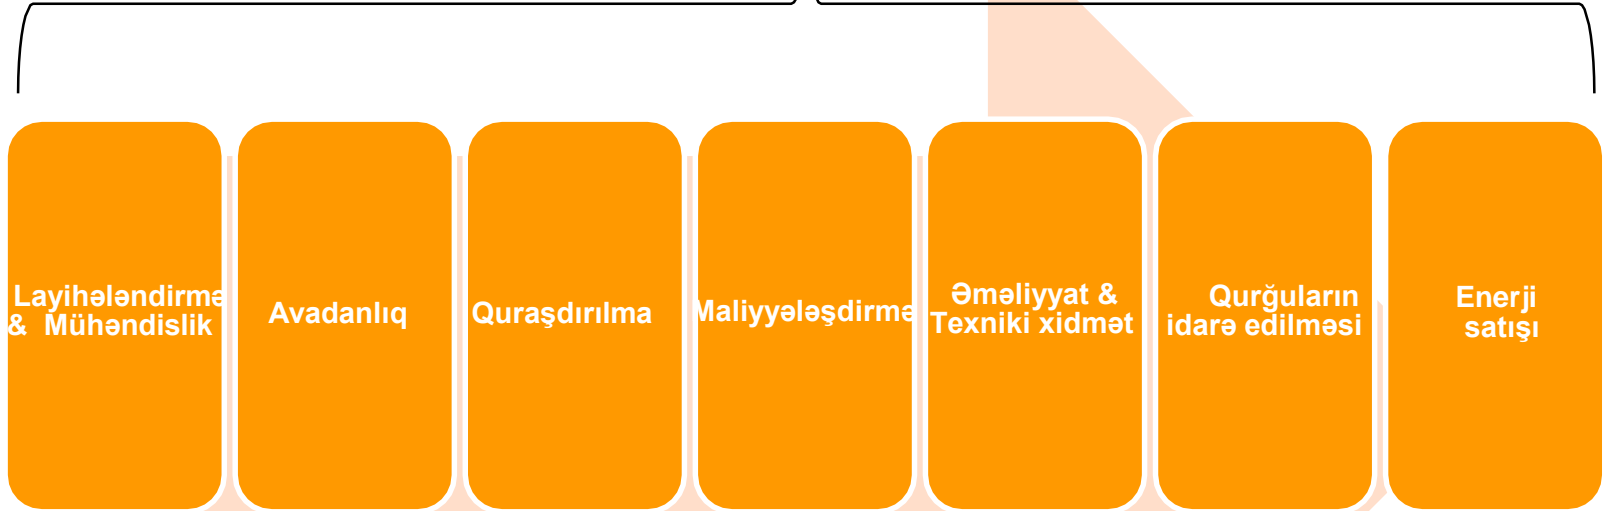 Layihələndirmə
& Mühəndislik
Avadanlıq
Quraşdırılma
Maliyyələşdirmə
Əməliyyat &
Texniki xidmət
Qurğuların
idarə edilməsi
Enerji
satışı